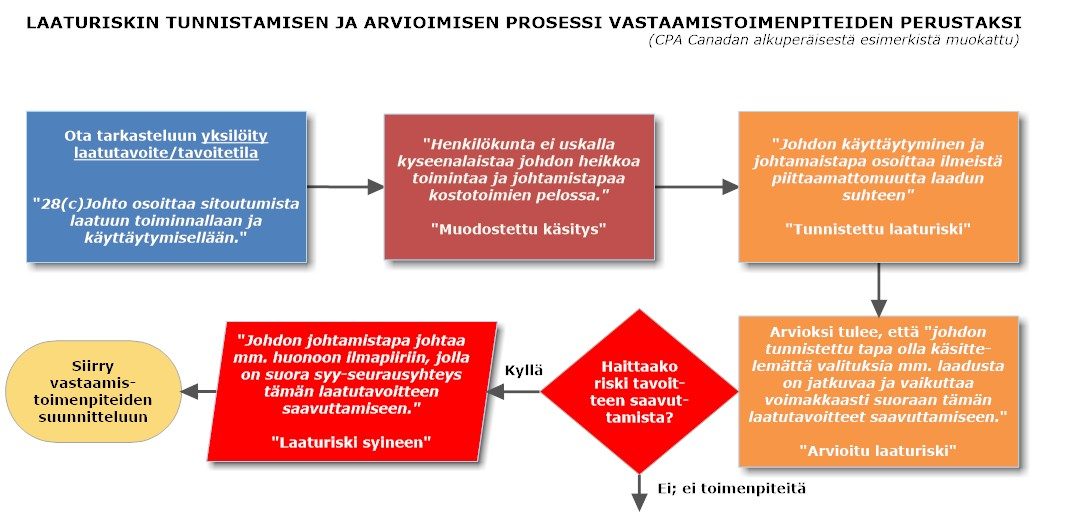 LAATURISKIN TUNNISTAMISEN JA ARVIOIMISEN PROSESSI VASTAAMISTOIMENPITEIDEN PERUSTAKSI
(CPA Canadan alkuperäisestä esimerkistä muokattu)
Ota tarkasteluun yksilöity
laatutavoite/tavoitetila
"28(c)Johto osoittaa sitoutumista
laatuun toiminnallaan ja
käyttäytymisellään."
"Henkilökunta ei uskalla
kyseenalaistaa johdon heikkoa
toimintaa ja johtamistapaa
kostotoimien pelossa."
"Muodostettu käsitys"
"Johdon käyttäytyminen ja
johtamaistapa osoittaa ilmeistä
piittaamattomuutta laadun
suhteen"
"Tunnistettu laaturiski"
Arvioksi tulee, että "johdon
tunnistettu tapa olla käsitte-
lemättä valituksia mm. laadusta
on jatkuvaa ja vaikuttaa
voimakkaasti suoraan tämän
laatutavoitteet saavuttamiseen."
"Arvioitu laaturiski"
Haittaako
riski tavoit-
teen saavut-
tamista?
Kyllä
Ei; ei toimenpiteitä
"Johdon johtamistapa johtaa
mm. huonoon ilmapiiriin, jolla
on suora syy-seurausyhteys
tämän laatutavoitteen
saavuttamiseen."
"Laaturiski syineen"
Siirry
vastaamis-
toimenpiteiden
suunnitteluun